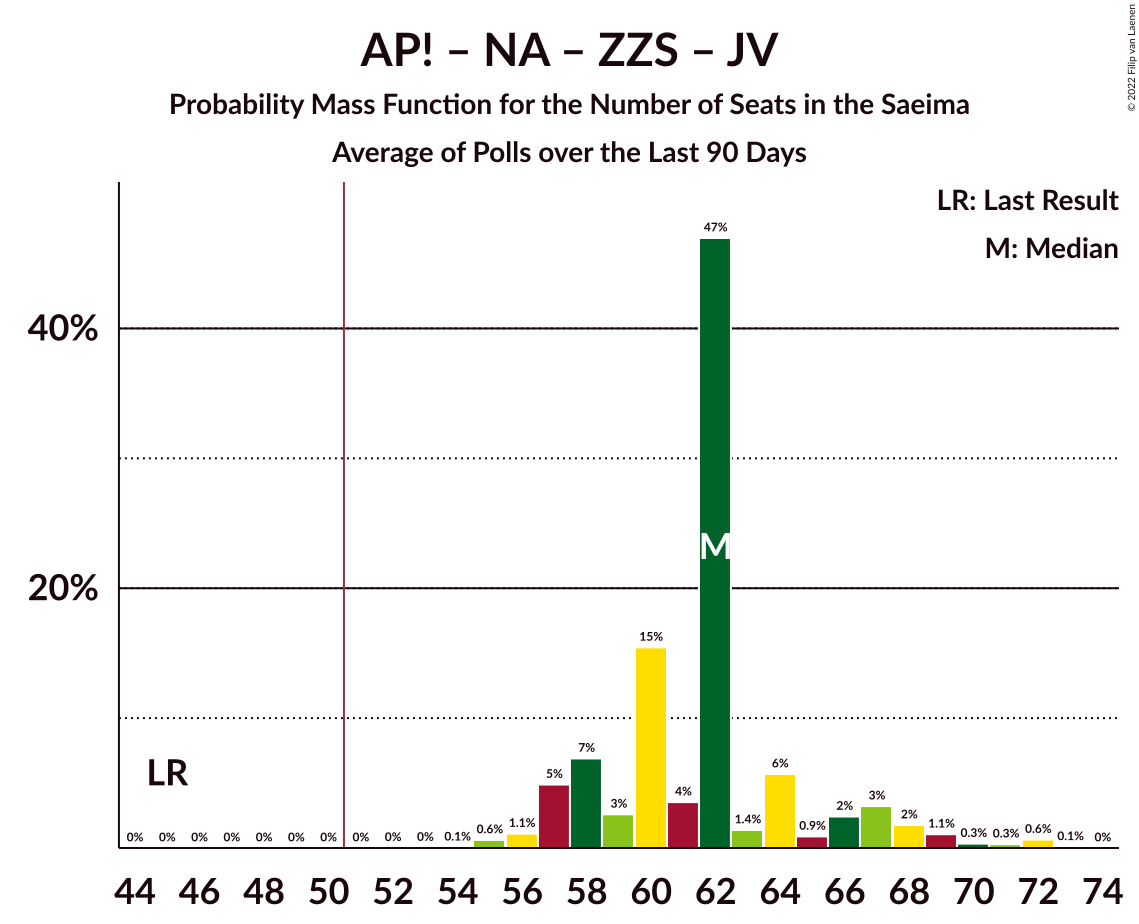 AP! – NA – ZZS – JV
Probability Mass Function for the Number of Seats in the Saeima
Average of Polls over the Last 90 Days
© 2022 Filip van Laenen
LR: Last Result
M: Median
40%
20%
LR
M
0% 0% 0% 0% 0% 0% 0% 0% 0% 0% 0.1% 0.6% 1.1% 5% 7% 3% 15% 4% 47% 1.4% 6% 0.9% 2% 3% 2% 1.1% 0.3% 0.3% 0.6% 0.1% 0%
44 46 48 50 52 54 56 58 60 62 64 66 68 70 72 74